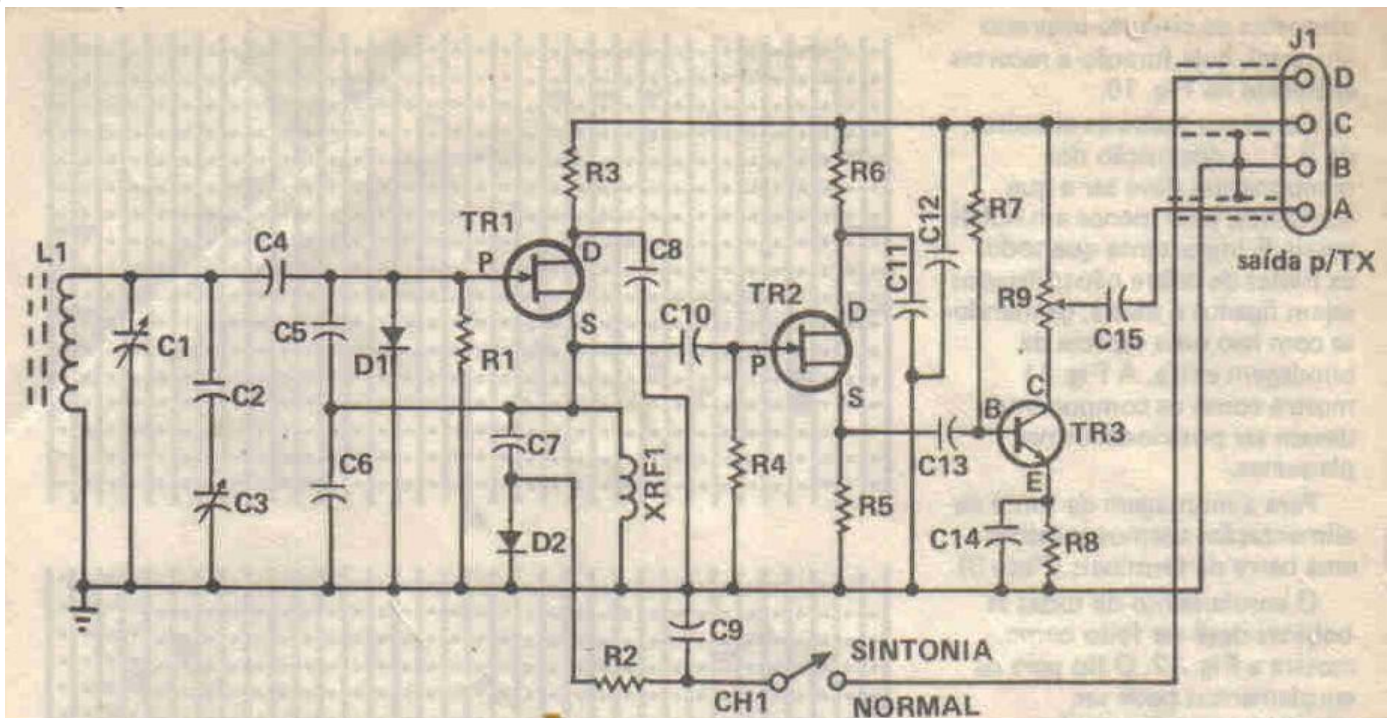 J1
D
C
B
A
saída p/TX
R3
R6
C12
R7
TR1
D
C8
C11
L1
C4
P
R9
C15
C1
C5
D1
R1
S
C10
TR2
D
P
S
C
B
TR3
C2
C7
XRF1
R4
C13
m
C6
C3
D2
R5
C14
R8
C9
R2
SINTONIA
CH1
NORMAL